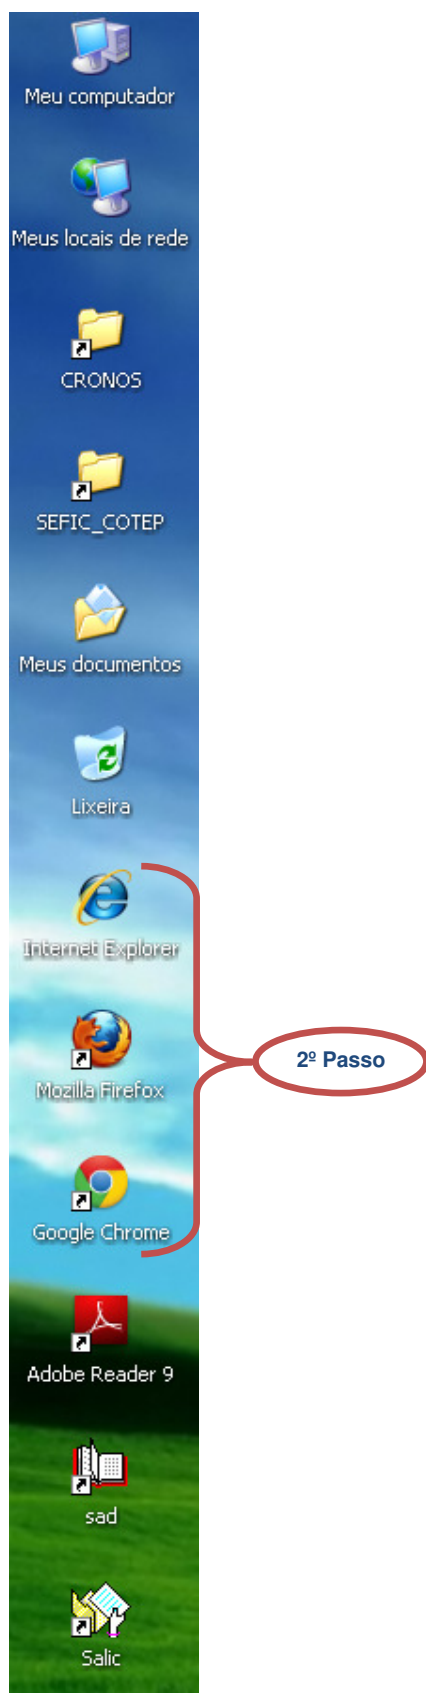 Meu computador
Meus locais de rede
CRONOS
SEFIC_COTEP
Meus documentos
Lixeira
Internet Explorer
Mozilla Firefox
2º Passo
Google Chrome
Adobe Reader 9
sad
Salic